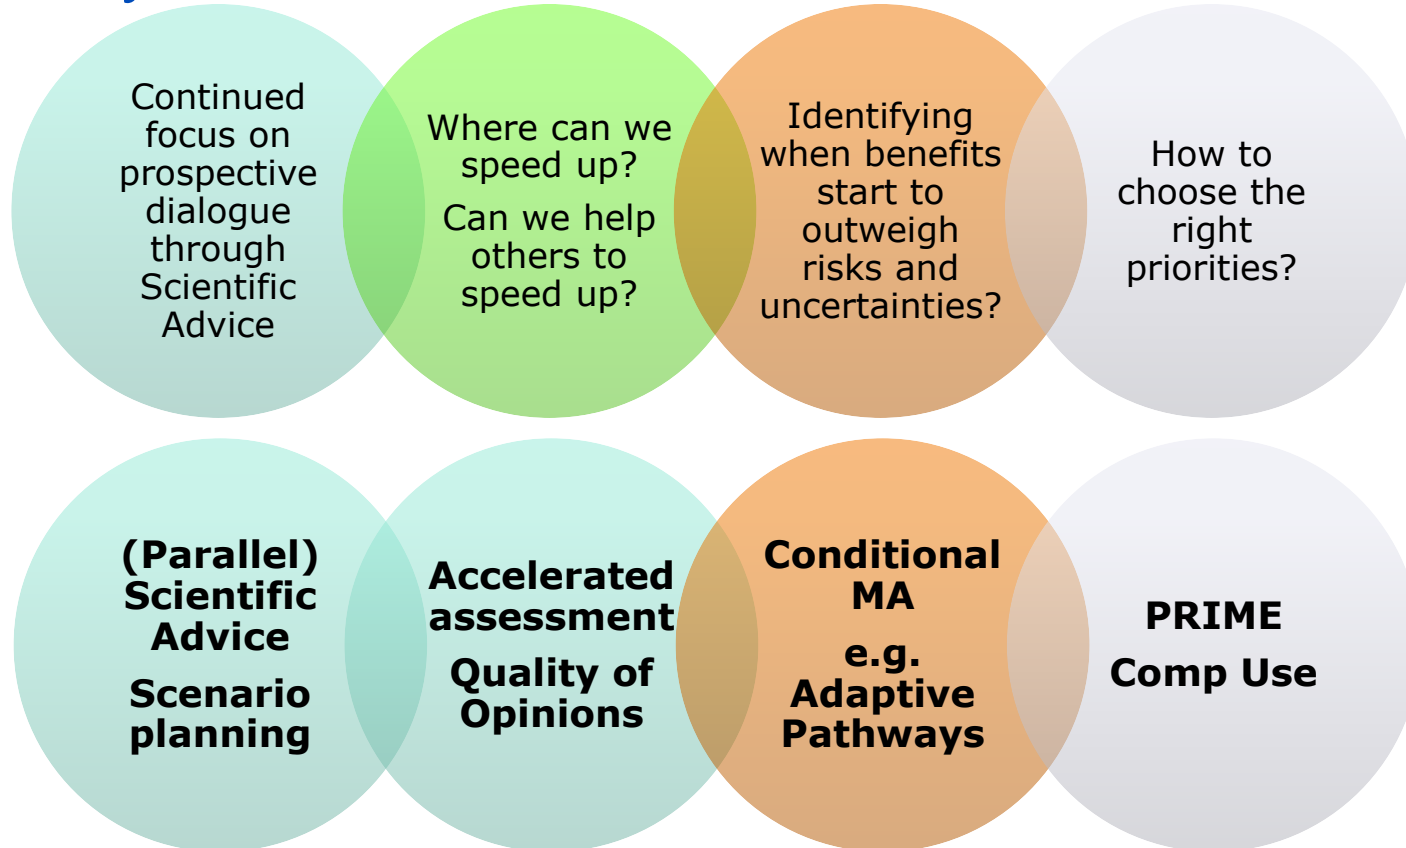 Continued
focus on
prospective
dialogue
through
Scientific
Advice
Where can we
speed up?
Can we help
others to
speed up?
Identifying
when benefits
start to
outweigh
risks and
uncertainties?
How to
choose the
right
priorities?
(Parallel)
Scientific
Advice
Scenario
planning
Accelerated
assessment
Quality of
Opinions
Conditional
MA
e.g.
Adaptive
Pathways
PRIME
Comp Use